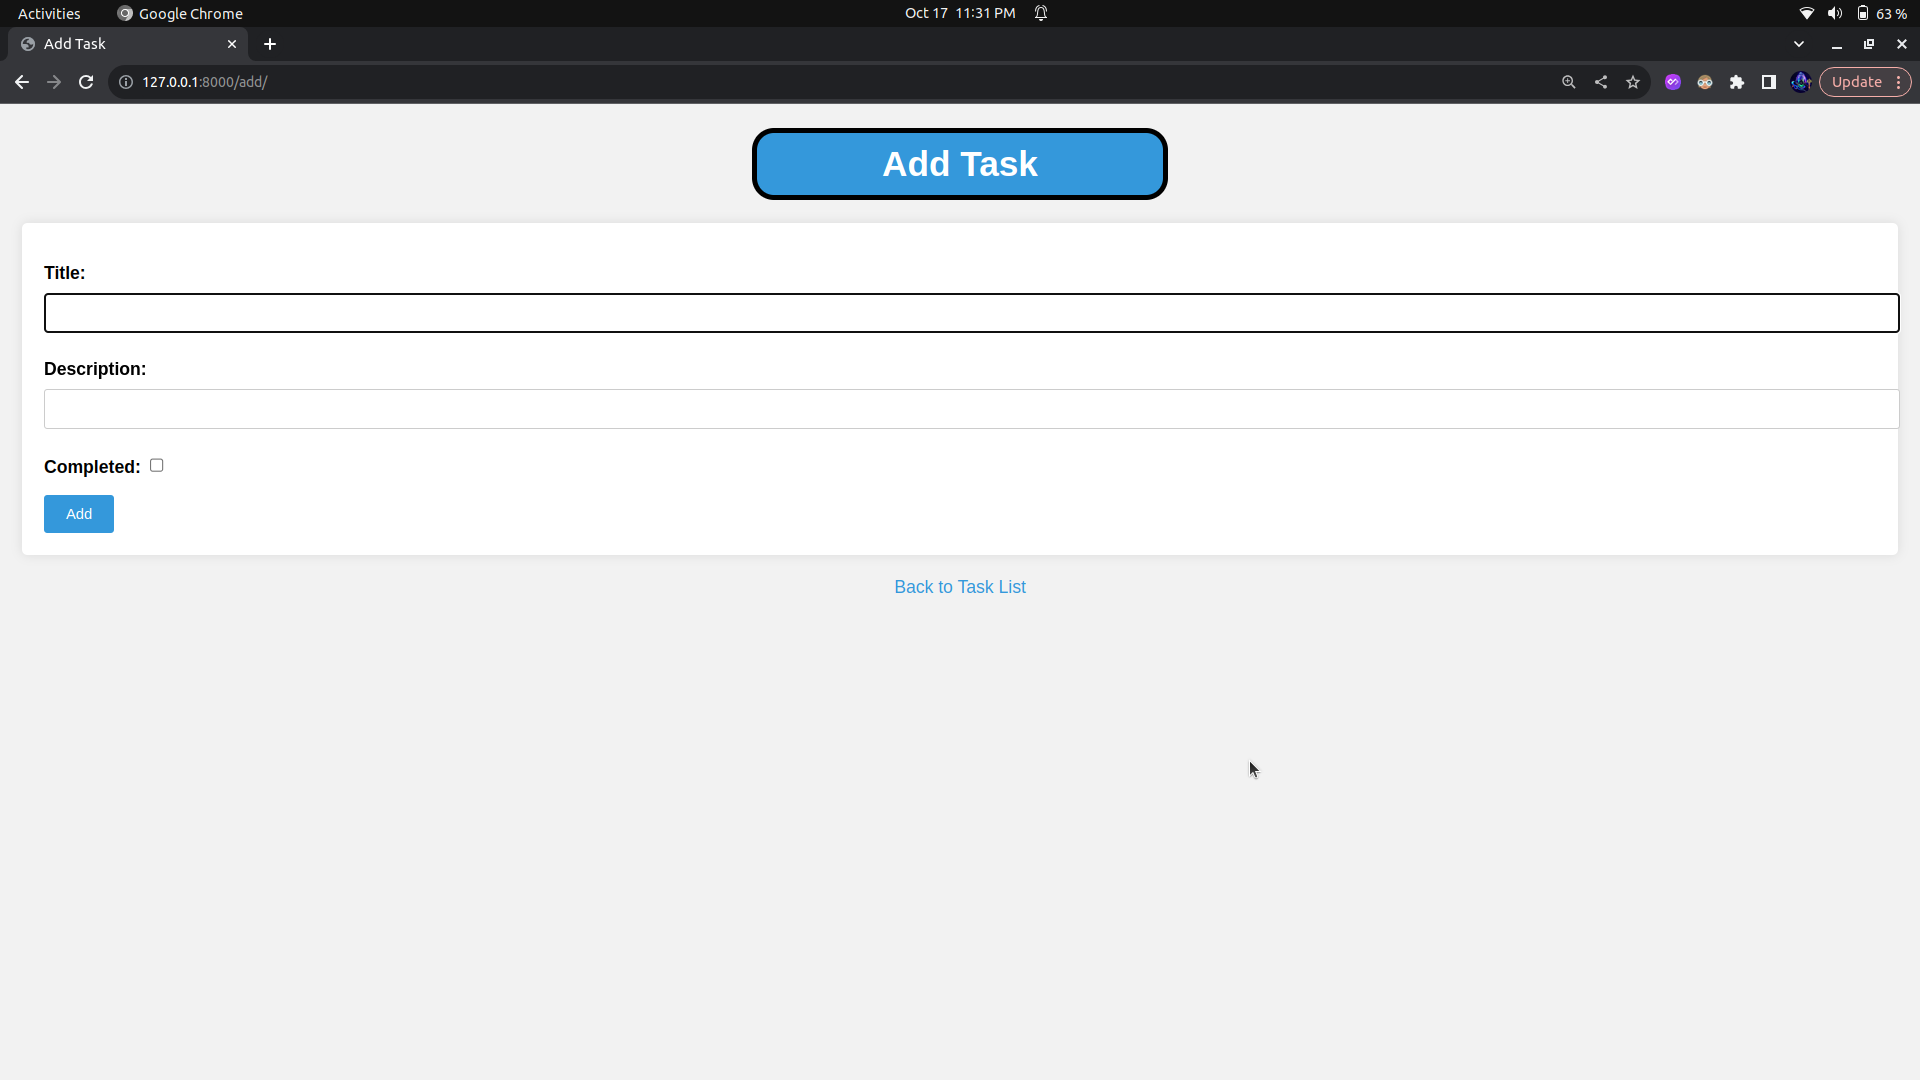 Activities Google Chrome Oct 17 11:31 PM 63 %
Add Task
127.0.0.1:8000/add/ Update
Add Task
Title:
Description:
Completed:
Add
Back to Task List